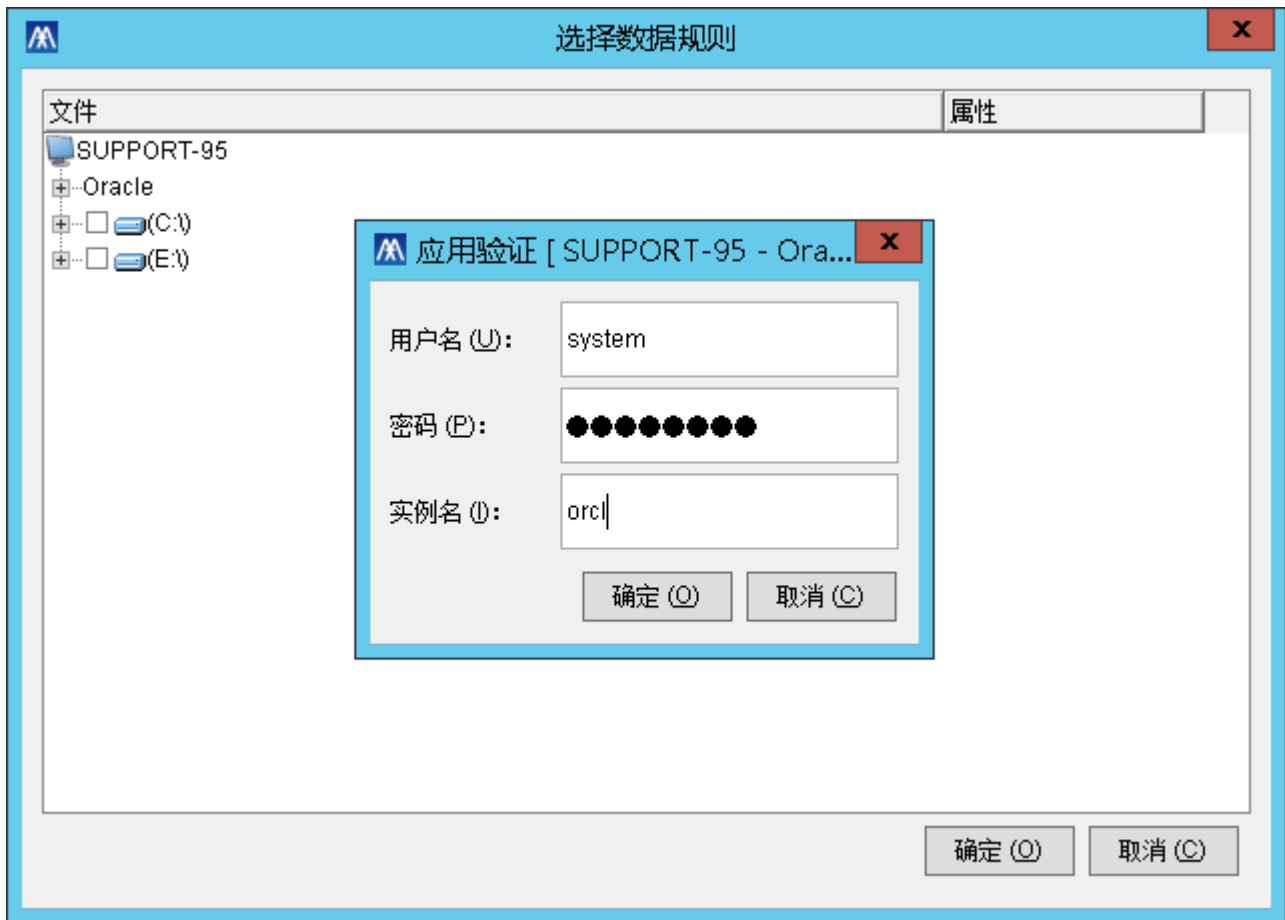 选择数据规则
文件 属性
SUPPORT-95
Oracle
(C:\)
(E:\)
应用验证 [ SUPPORT-95 - Ora...
用户名 (U):
system
密码 (P):
●●●●●●●●
实例名 (I):
orcl
确定 (O) 取消 (C)
确定 (O) 取消 (C)